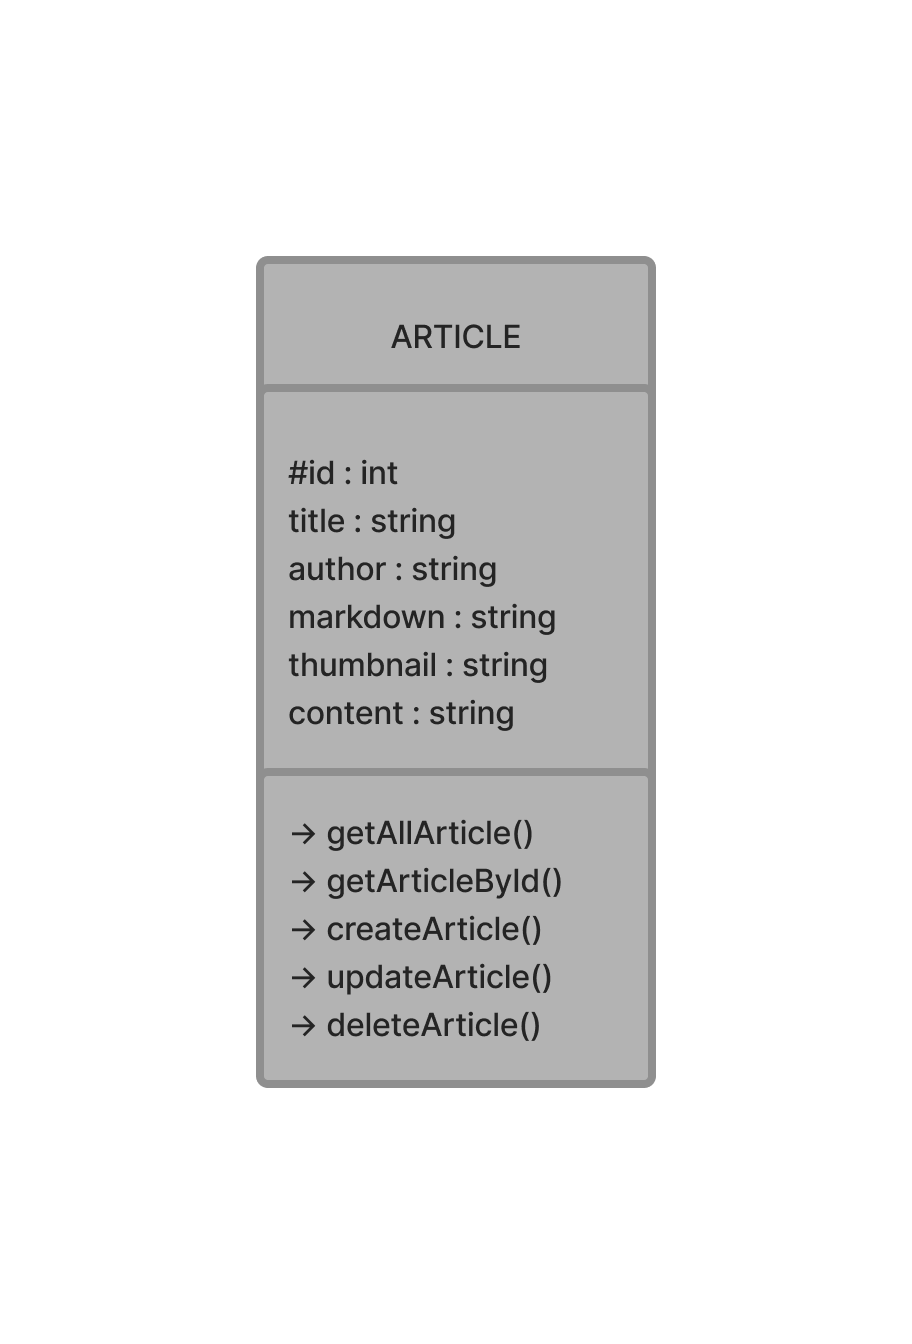 ARTICLE
#id : int
title : string
author : string
markdown : string
thumbnail : string
content : string
→ getAllArticle()
→ getArticleById()
→ createArticle()
→ updateArticle()
→ deleteArticle()